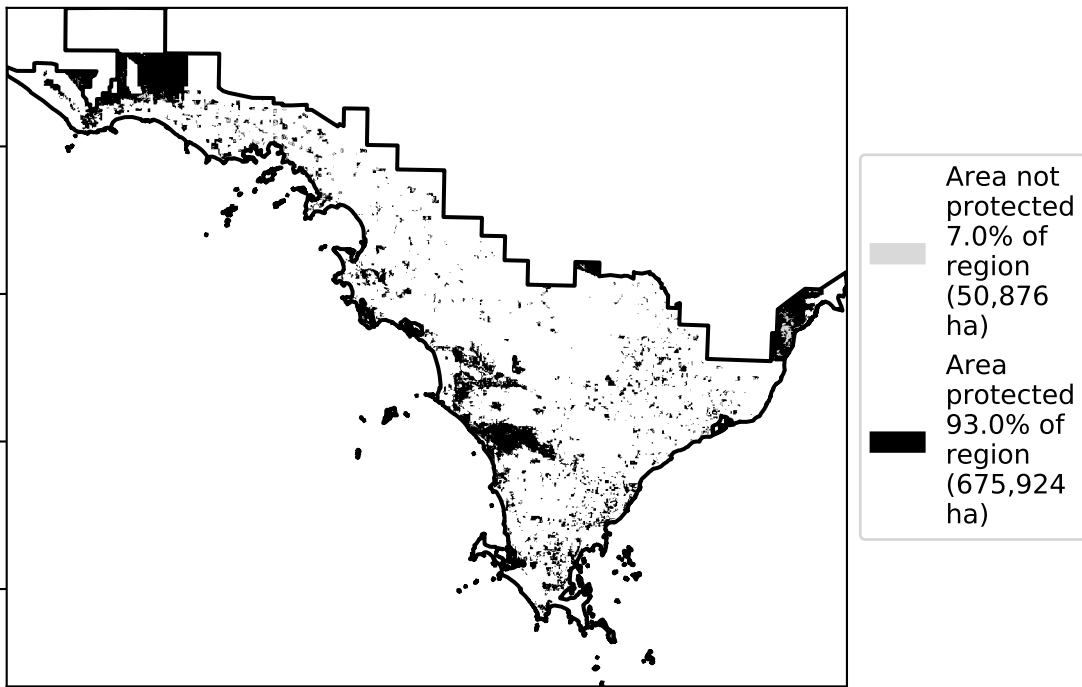 Area not
protected
7.0% of
region
(50,876
ha)
Area
protected
93.0% of
region
(675,924
ha)